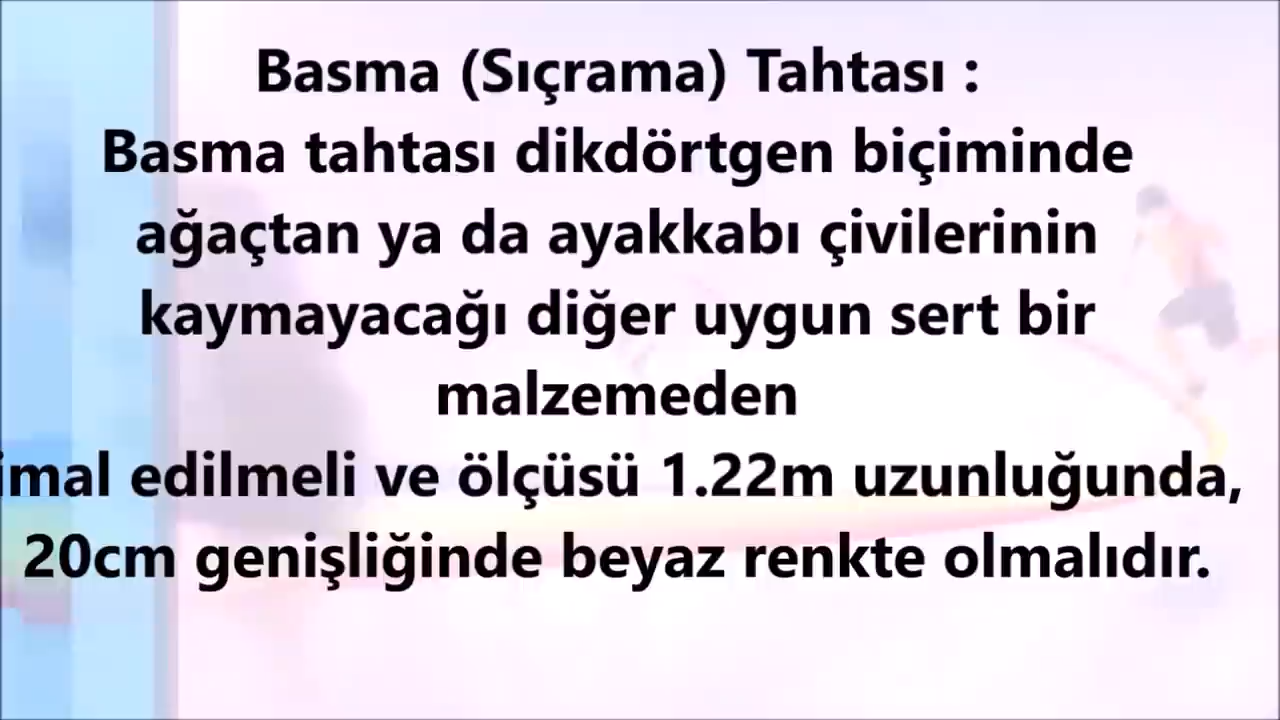 Basma (Sıçrama) Tahtası :
Basma tahtası dikdörtgen biçiminde
ağaçtan ya da ayakkabı çivilerinin
kaymayacağı diğer uygun sert bir
malzemeden
imal edilmeli ve ölçüsü 1.22m uzunluğunda,
20cm genişliğinde beyaz renkte olmalıdır.